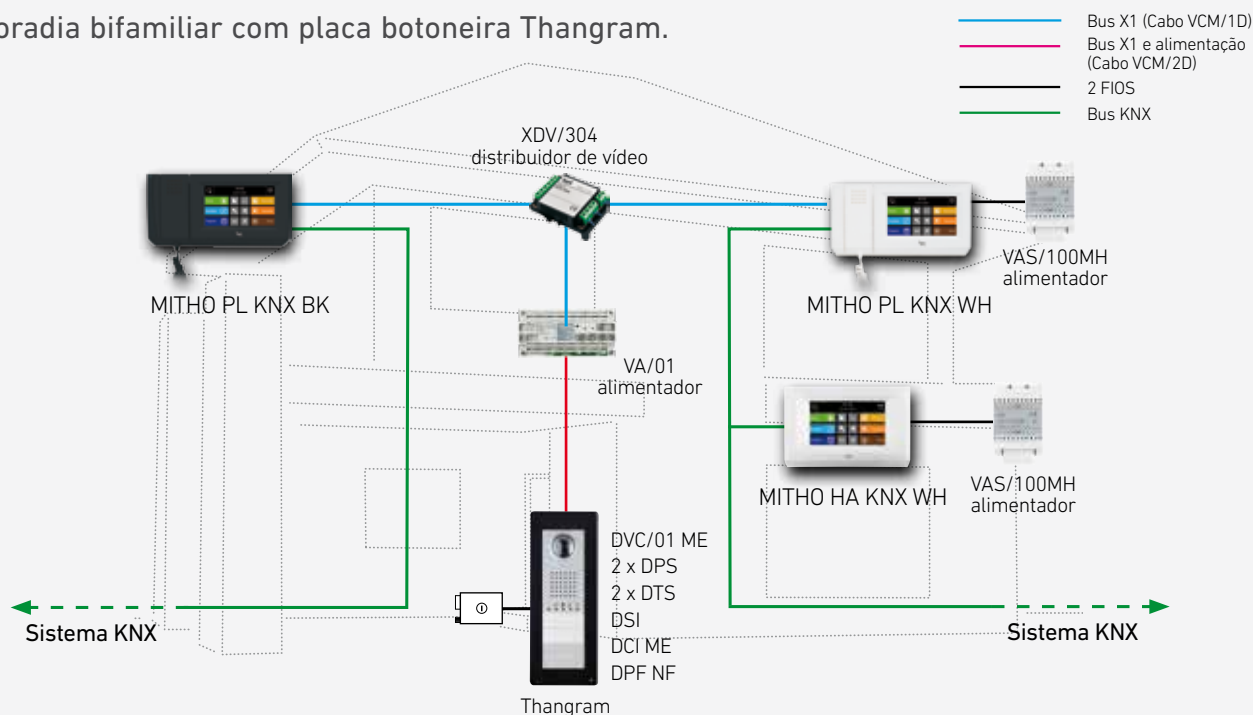 oradia bifamiliar com placa botoneira Thangram.
Bus X1 (Cabo VCM/1D)
Bus X1 e alimentação
(Cabo VCM/2D)
2 FIOS
Bus KNX
XDV/304
distribuidor de vídeo
VAS/100MH
alimentador
MITHO PL KNX BK
MITHO PL KNX WH
VA/01
alimentador
MITHO HA KNX WH
VAS/100MH
alimentador
DVC/01 ME
2 x DPS
2 x DTS
DSI
DCI ME
DPF NF
Sistema KNX
Sistema KNX
Thangram